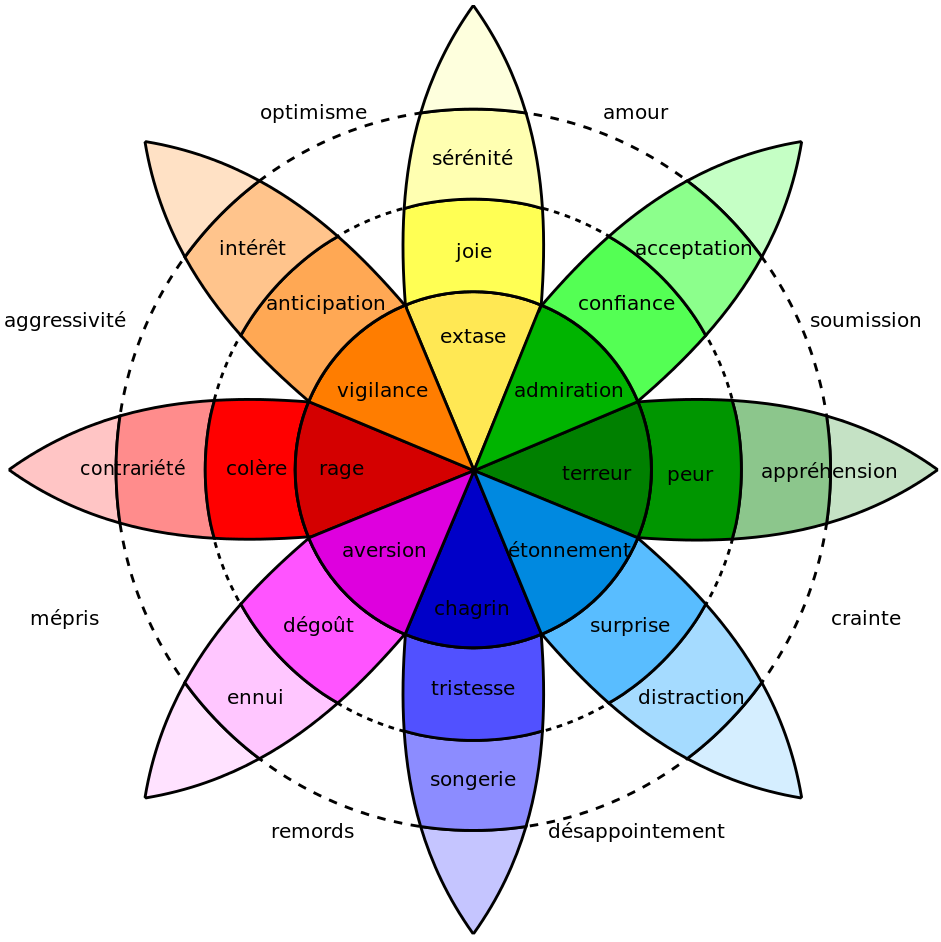 optimisme
amour
sérénité
intérêt
joie
acceptation
anticipation
confiance
aggressivité
soumission
extase
vigilance
admiration
contrariété
colère
rage
terreur
peur
appréhension
aversion
étonnement
chagrin
mépris
dégoût
surprise
crainte
ennui
tristesse
distraction
songerie
remords
désappointement